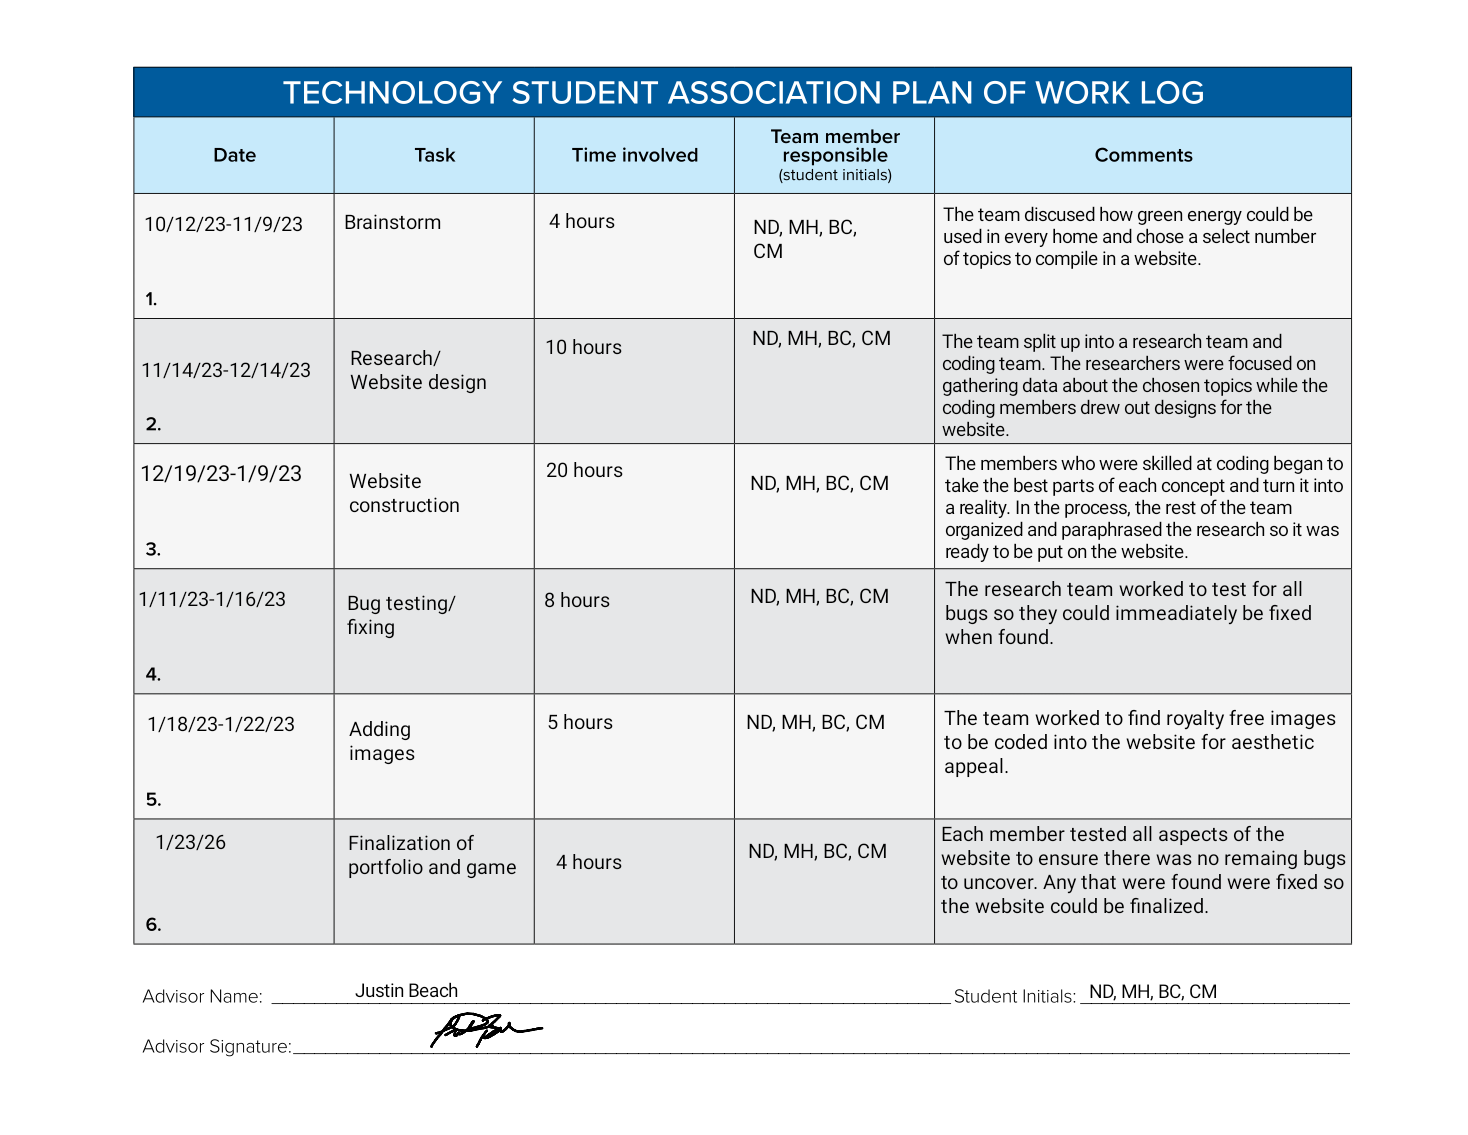 TECHNOLOGY STUDENT ASSOCIATION PLAN OF WORK LOG
Date
Task
Time involved
Team member
responsible
(student initials)
Comments
10/12/23-11/9/23
1.
Brainstorm
4 hours
ND, MH, BC,
CM
The team discused how green energy could be
used in every home and chose a select number
of topics to compile in a website.
11/14/23-12/14/23
2.
Research/
Website design
10 hours
ND, MH, BC, CM
The team split up into a research team and
coding team. The researchers were focused on
gathering data about the chosen topics while the
coding members drew out designs for the
website.
12/19/23-1/9/23
3.
Website
construction
20 hours
ND, MH, BC, CM
The members who were skilled at coding began to
take the best parts of each concept and turn it into
a reality. In the process, the rest of the team
organized and paraphrased the research so it was
ready to be put on the website.
1/11/23-1/16/23
4.
Bug testing/
fixing
8 hours
ND, MH, BC, CM
The research team worked to test for all
bugs so they could immeadiately be fixed
when found.
1/18/23-1/22/23
5.
Adding
images
5 hours
ND, MH, BC, CM
The team worked to find royalty free images
to be coded into the website for aesthetic
appeal.
1/23/26
6.
Finalization of
portfolio and game
4 hours
ND, MH, BC, CM
Each member tested all aspects of the
website to ensure there was no remaing bugs
to uncover. Any that were found were fixed so
the website could be finalized.
Advisor Name: Justin Beach
Student Initials: ND, MH, BC, CM
Advisor Signature: